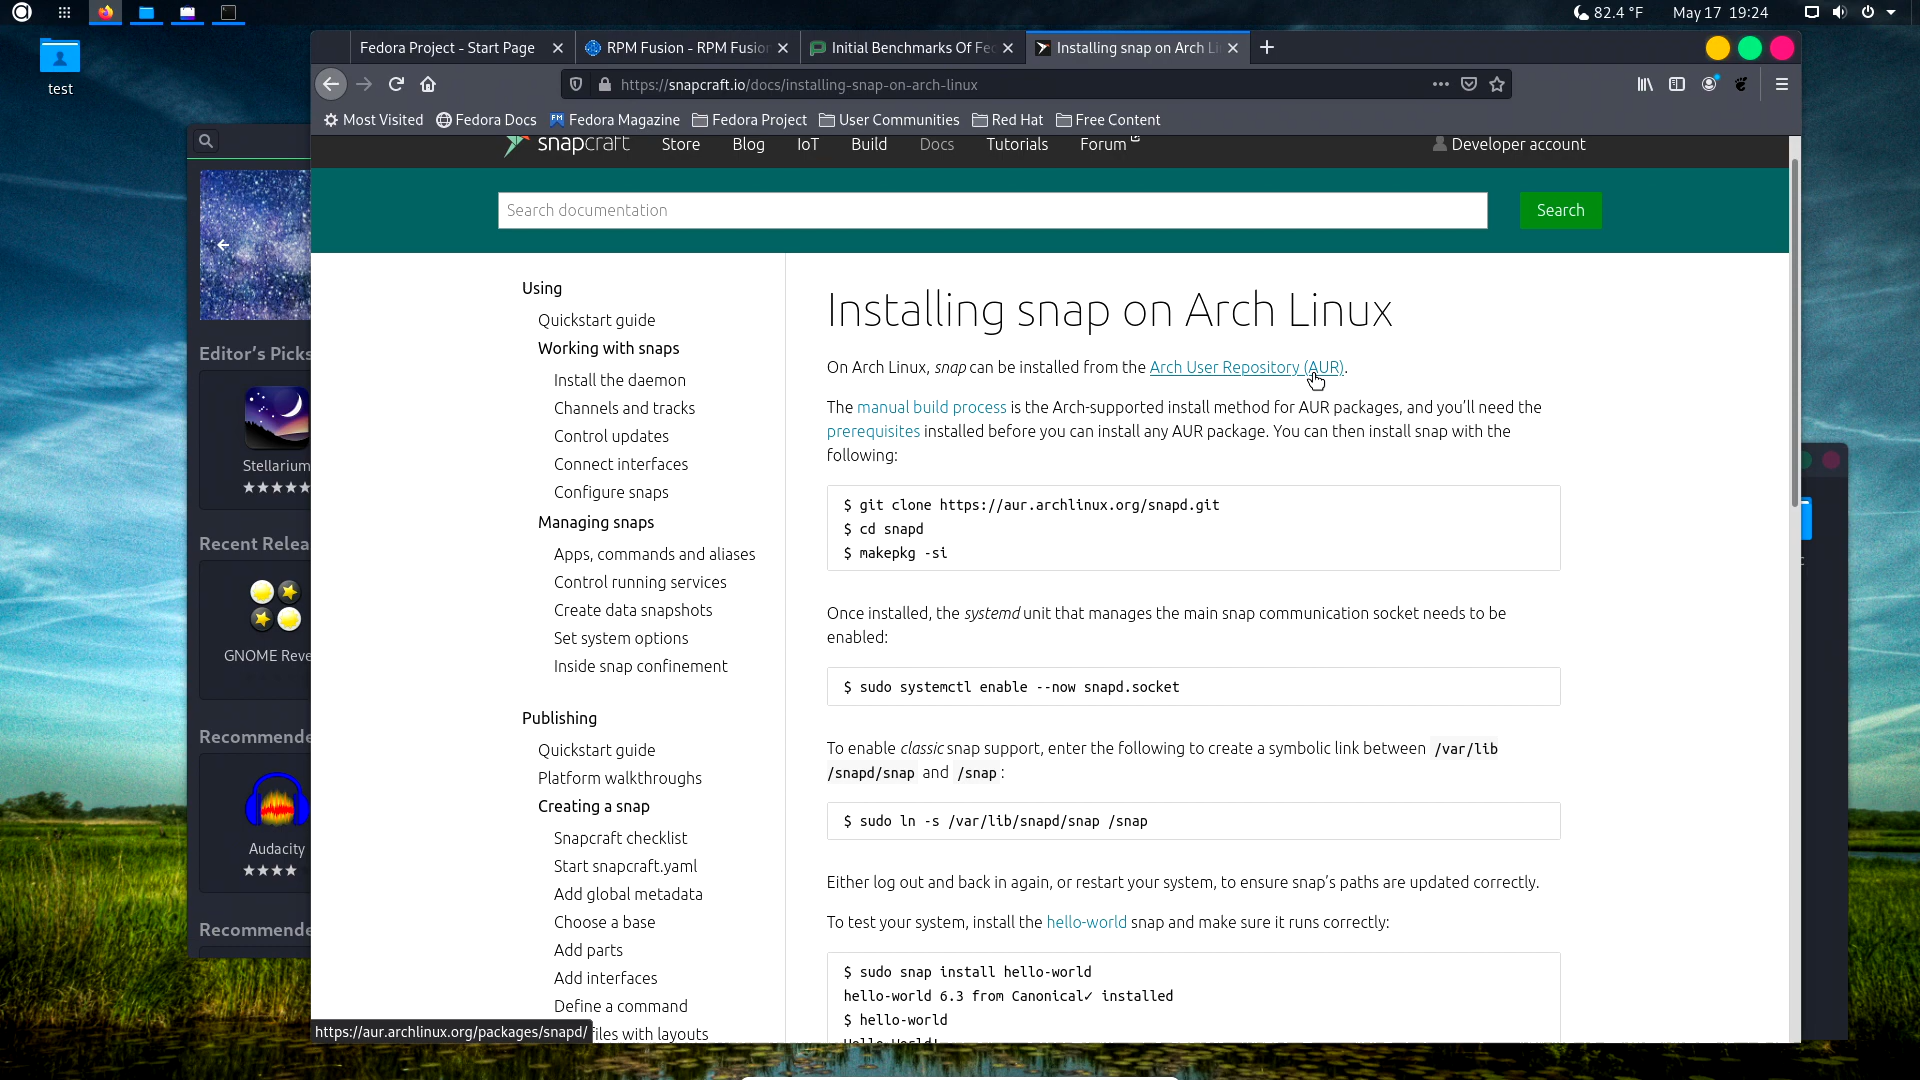 82.4 °F
May 17 19:24
test
Fedora Project - Start Page
RPM Fusion - RPM Fusion
Initial Benchmarks Of Fe
Installing snap on Arch Li
https://snapcraft.io/docs/installing-snap-on-arch-linux
Most Visited
Fedora Docs
Fedora Magazine
Fedora Project
User Communities
Red Hat
Free Content
snapcraft
Store
Blog
IoT
Build
Docs
Tutorials
Forum
Developer account
Search documentation
Search
Editor's Picks
Stellarium
Recent Relea
GNOME Reve
Recommende
Audacity
Recommende
Using
Quickstart guide
Working with snaps
Install the daemon
Channels and tracks
Control updates
Connect interfaces
Configure snaps
Managing snaps
Apps, commands and aliases
Control running services
Create data snapshots
Set system options
Inside snap confinement
Publishing
Quickstart guide
Platform walkthroughs
Creating a snap
Snapcraft checklist
Start snapcraft.yaml
Add global metadata
Choose a base
Add parts
Add interfaces
Define a command
files with layouts
Installing snap on Arch Linux
On Arch Linux, snap can be installed from the Arch User Repository (AUR).
The manual build process is the Arch-supported install method for AUR packages, and you'll need the
prerequisites installed before you can install any AUR package. You can then install snap with the
following:
$ git clone https://aur.archlinux.org/snapd.git
$ cd snapd
$ makepkg -si
Once installed, the systemd unit that manages the main snap communication socket needs to be
enabled:
$ sudo systemctl enable --now snapd.socket
To enable classic snap support, enter the following to create a symbolic link between /var/lib
/snapd/snap and /snap:
$ sudo ln -s /var/lib/snapd/snap /snap
Either log out and back in again, or restart your system, to ensure snap's paths are updated correctly.
To test your system, install the hello-world snap and make sure it runs correctly:
$ sudo snap install hello-world
hello-world 6.3 from Canonical✓ installed
$ hello-world
Hello World!
https://aur.archlinux.org/packages/snapd/